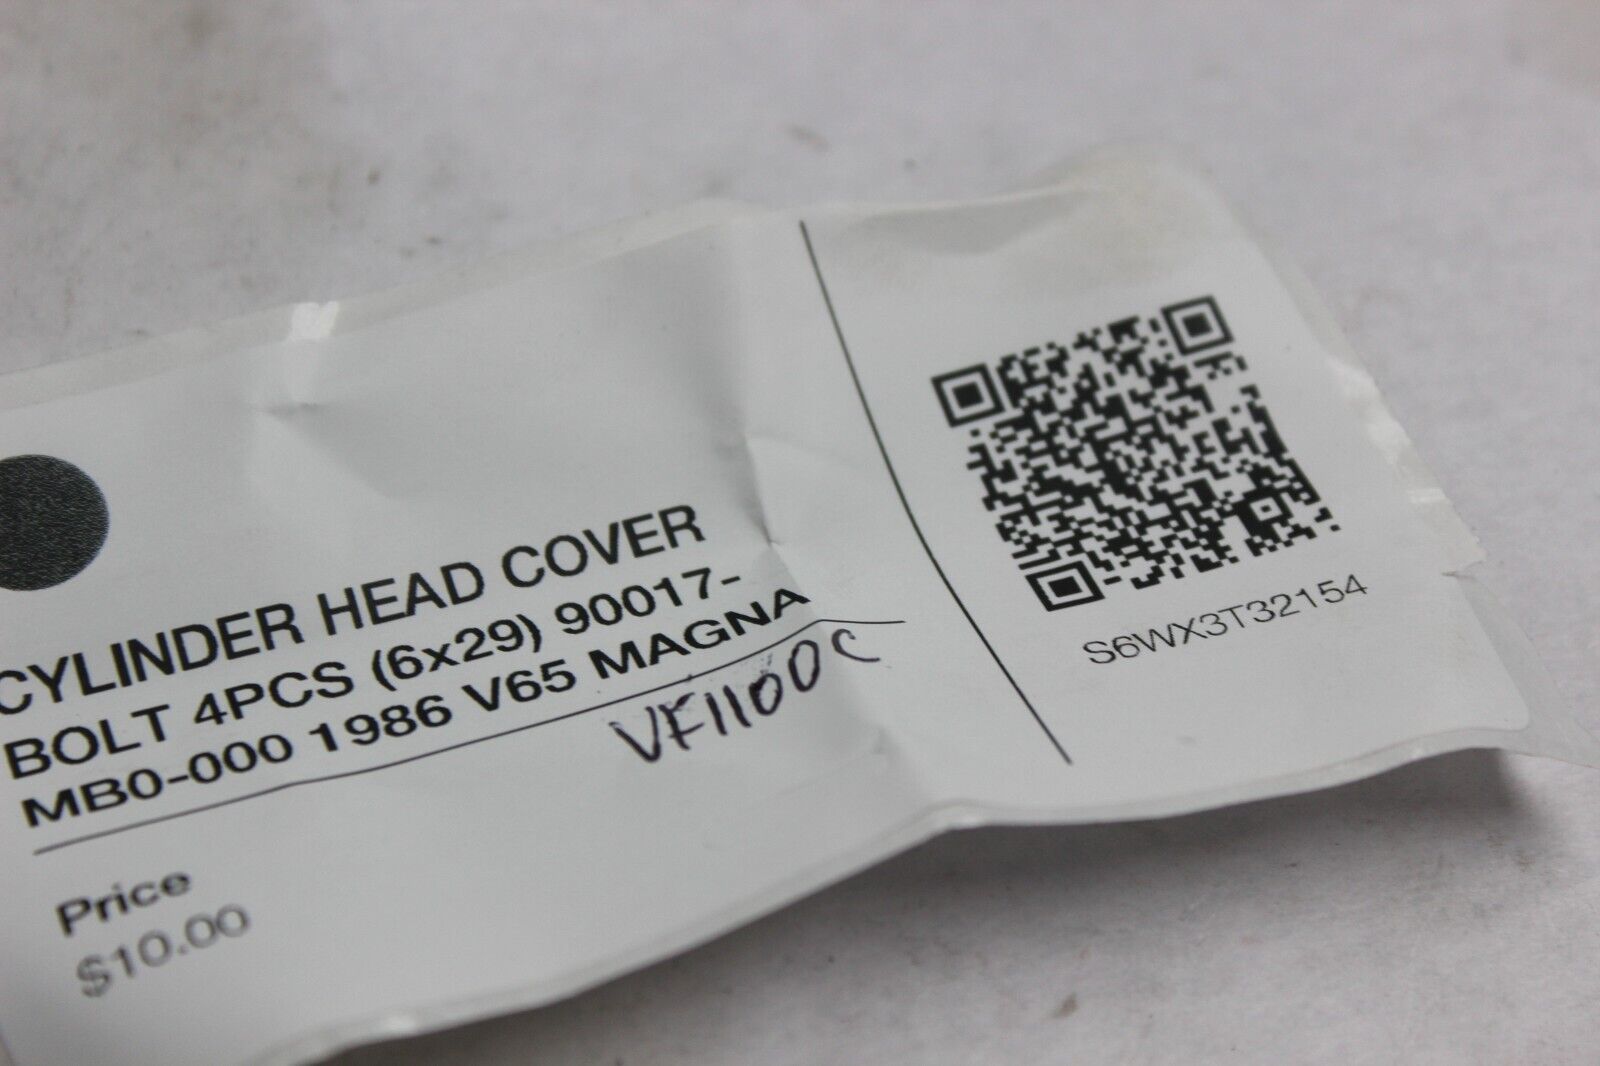 CYLINDER HEAD COVER
BOLT 4PCS (6x29) 90017-
MB0-000 1986 V65 MAGNA
VF1100C
Price
$10.00
S6WX3T32154